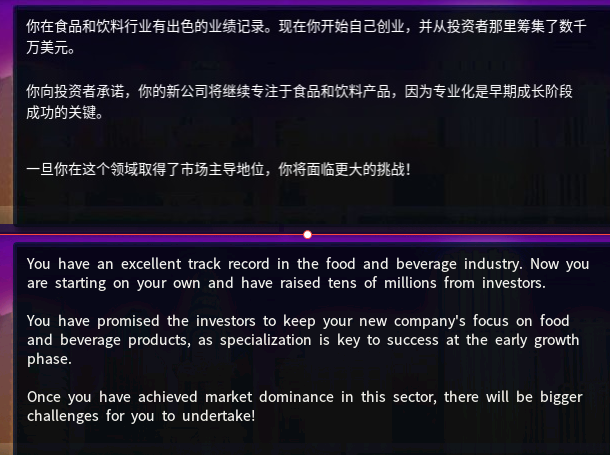 你在食品和饮料行业有出色的业绩记录。现在你开始自己创业，并从投资者那里筹集了数千
万美元。
你向投资者承诺，你的新公司将继续专注于食品和饮料产品，因为专业化是早期成长阶段
成功的关键。
一旦你在这个领域取得了市场主导地位，你将面临更大的挑战！
You have an excellent track record in the food and beverage industry. Now you
are starting on your own and have raised tens of millions from investors.
You have promised the investors to keep your new company's focus on food
and beverage products, as specialization is key to success at the early growth
phase.
Once you have achieved market dominance in this sector, there will be bigger
challenges for you to undertake!